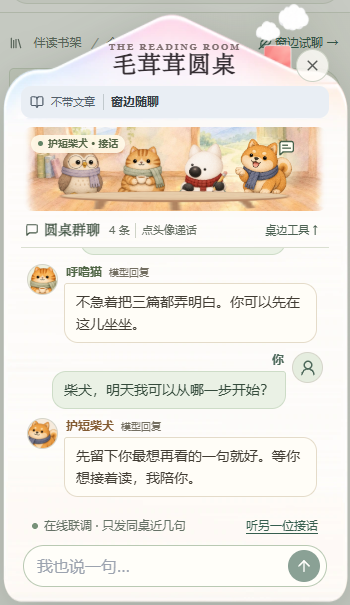 伴读书架 /
窗边试聊 →
THE READING ROOM
毛茸茸圆桌
不带文章 窗边随聊
护短柴犬 · 接话
圆桌群聊 4 条 点头像递话 桌边工具↑
呼噜猫 模型回复
不急着把三篇都弄明白。你可以先在
这儿坐坐。
你
柴犬，明天我可以从哪一步开始？
护短柴犬 模型回复
先留下你最想再看的一句就好。等你
想接着读，我陪你。
在线联调 · 只发同桌近几句 听另一位接话
我也说一句…